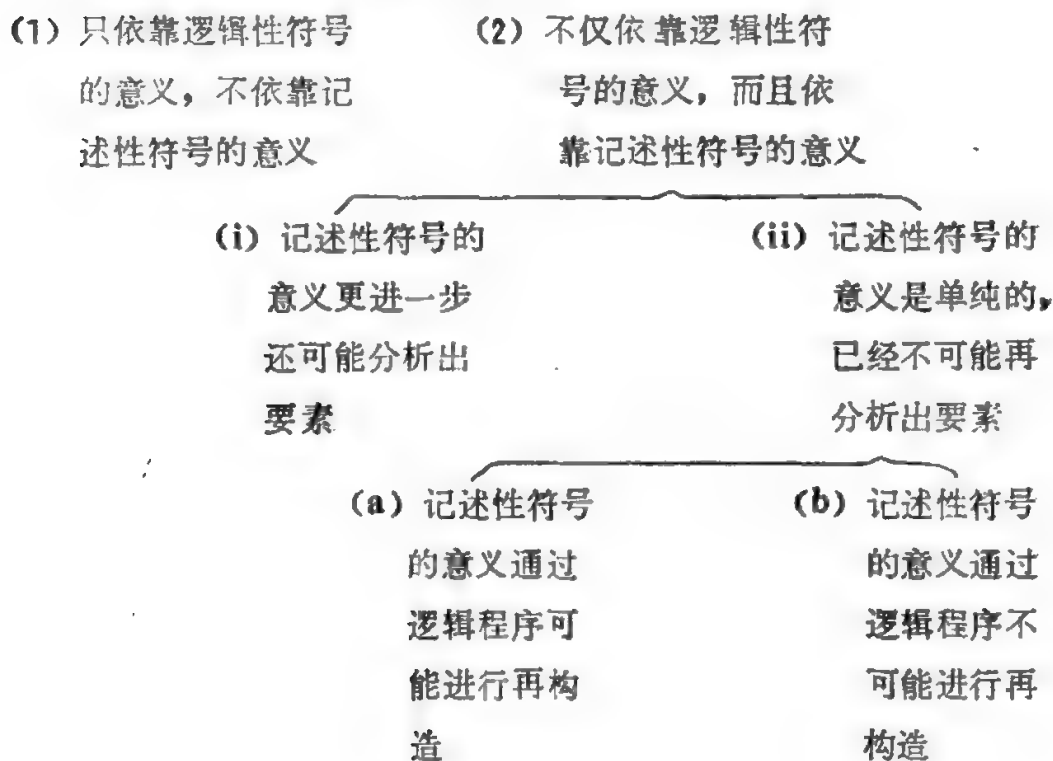 (1) 只依靠逻辑性符号
的意义，不依靠记
述性符号的意义
(2) 不仅依靠逻辑性符
号的意义，而且依
靠记述性符号的意义
(i) 记述性符号的
意义更进一步
还可能分析出
要素
(ii) 记述性符号的
意义是单纯的，
已经不可能再
分析出要素
(a) 记述性符号
的意义通过
逻辑程序可
能进行再构
造
(b) 记述性符号
的意义通过
逻辑程序不
可能进行再
构造